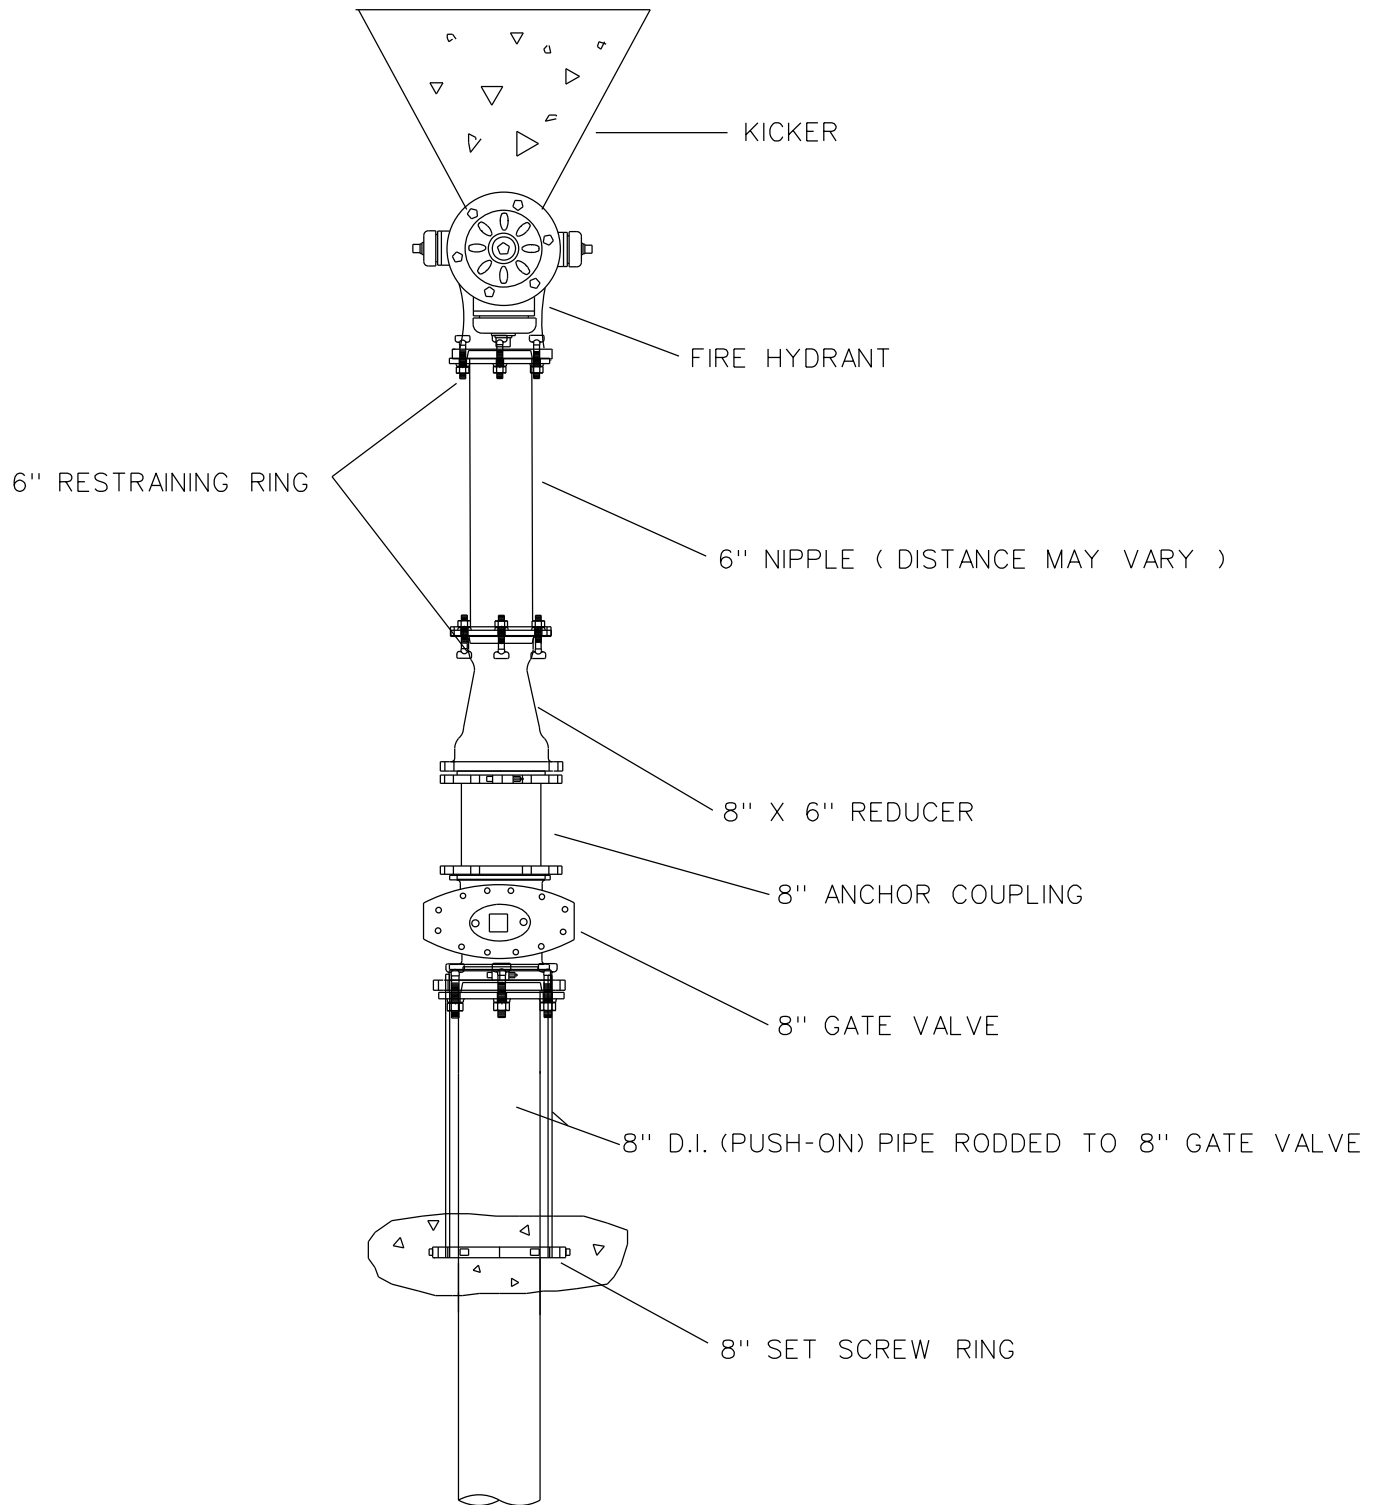 KICKER
FIRE HYDRANT
6" RESTRAINING RING
6" NIPPLE ( DISTANCE MAY VARY )
8" X 6" REDUCER
8" ANCHOR COUPLING
8" GATE VALVE
8" D.I. (PUSH-ON) PIPE RODDED TO 8" GATE VALVE
8" SET SCREW RING